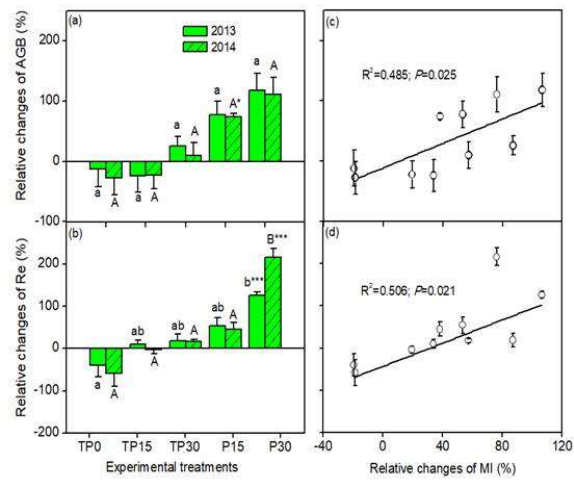 (a)
2013
2014
200
100
0
-100
Relative changes of AGB (%)
a
A
a
A
a
A
a
A*
a
A
(b)
200
100
0
-100
-200
Relative changes of Re (%)
a
A
ab
A
ab
A
ab
A
b***
B***
TP0 TP15 TP30 P15 P30
Experimental treatments
(c)
R²=0.485; P=0.025
(d)
R²=0.506; P=0.021
-40 0 40 80 120
Relative changes of MI (%)